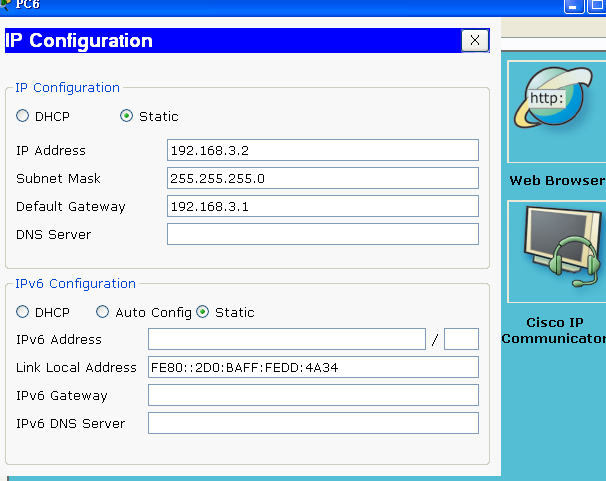 PC6
IP Configuration
X
IP Configuration
DHCP Static
IP Address 192.168.3.2
Subnet Mask 255.255.255.0
Default Gateway 192.168.3.1
DNS Server
IPv6 Configuration
DHCP Auto Config Static
IPv6 Address /
Link Local Address FE80::2D0:BAFF:FEDD:4A34
IPv6 Gateway
IPv6 DNS Server
http:
Web Browser
Cisco IP
Communicator